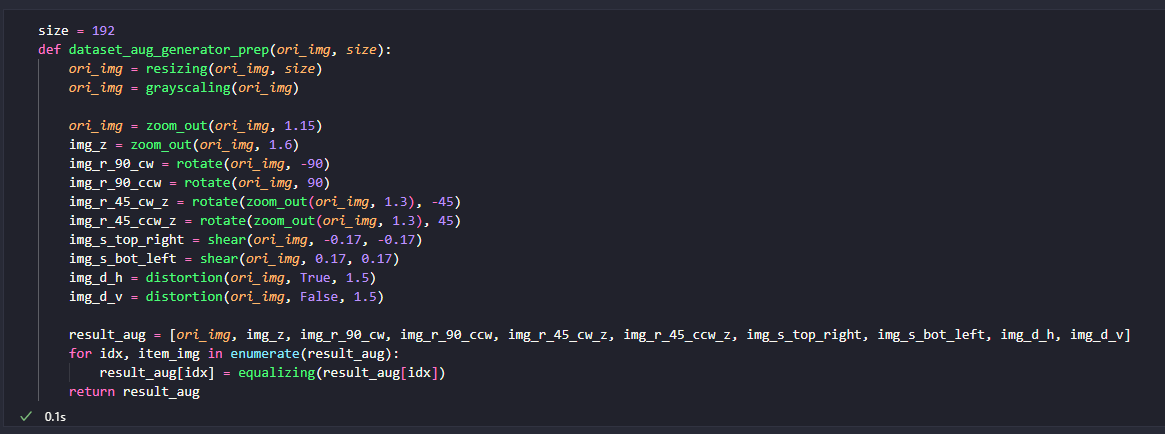 size = 192
def dataset_aug_generator_prep(ori_img, size):
    ori_img = resizing(ori_img, size)
    ori_img = grayscaling(ori_img)

    ori_img = zoom_out(ori_img, 1.15)
    img_z = zoom_out(ori_img, 1.6)
    img_r_90_cw = rotate(ori_img, -90)
    img_r_90_ccw = rotate(ori_img, 90)
    img_r_45_cw_z = rotate(zoom_out(ori_img, 1.3), -45)
    img_r_45_ccw_z = rotate(zoom_out(ori_img, 1.3), 45)
    img_s_top_right = shear(ori_img, -0.17, -0.17)
    img_s_bot_left = shear(ori_img, 0.17, 0.17)
    img_d_h = distortion(ori_img, True, 1.5)
    img_d_v = distortion(ori_img, False, 1.5)

    result_aug = [ori_img, img_z, img_r_90_cw, img_r_90_ccw, img_r_45_cw_z, img_r_45_ccw_z, img_s_top_right, img_s_bot_left, img_d_h, img_d_v]
    for idx, item_img in enumerate(result_aug):
        result_aug[idx] = equalizing(result_aug[idx])
    return result_aug
0.1s